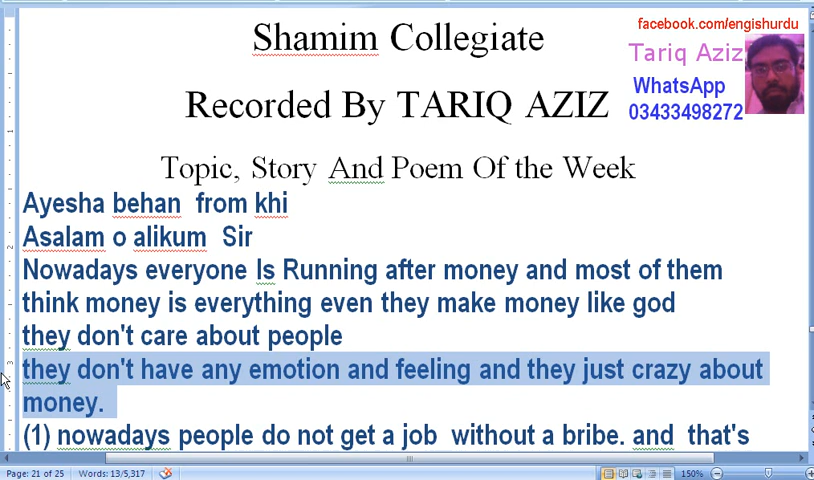 facebook.com/engishurdu
Shamim Collegiate
Tariq Aziz
WhatsApp
03433498272
Recorded By TARIQ AZIZ
Topic, Story And Poem Of the Week
Ayesha behan from khi
Asalam o alikum Sir
Nowadays everyone Is Running after money and most of them
think money is everything even they make money like god
they don't care about people
they don't have any emotion and feeling and they just crazy about
money.
(1) nowadays people do not get a job without a bribe. and that's
Page: 21 of 25 Words: 13/5,317 150%